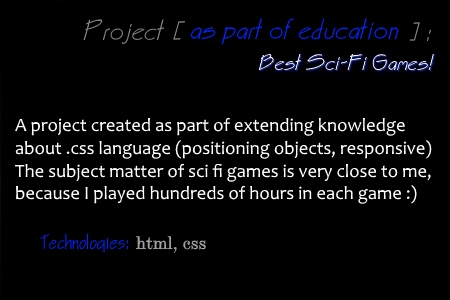 Project [ as part of education ] :
Best Sci-Fi Games!
A project created as part of extending knowledge
about .css language (positioning objects, responsive)
The subject matter of sci fi games is very close to me,
because I played hundreds of hours in each game :)
Technologies: html, css